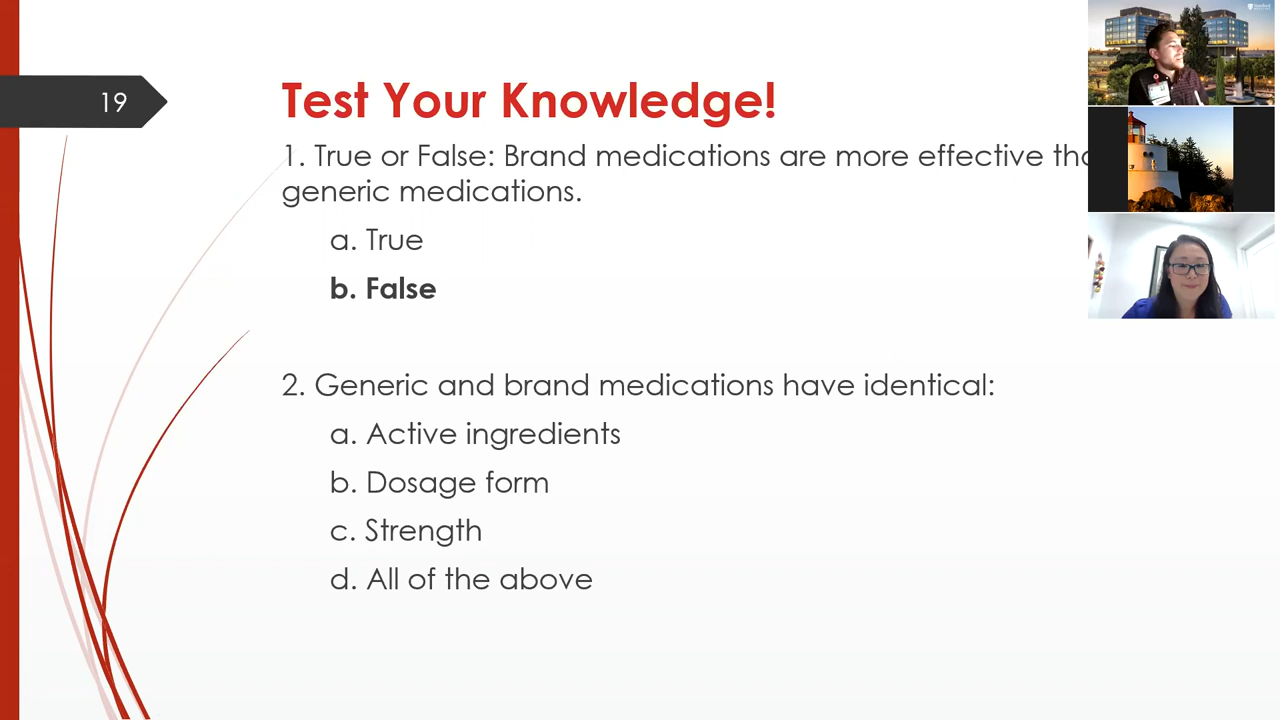 19
Test Your Knowledge!
1. True or False: Brand medications are more effective
generic medications.
a. True
b. False
2. Generic and brand medications have identical:
a. Active ingredients
b. Dosage form
c. Strength
d. All of the above